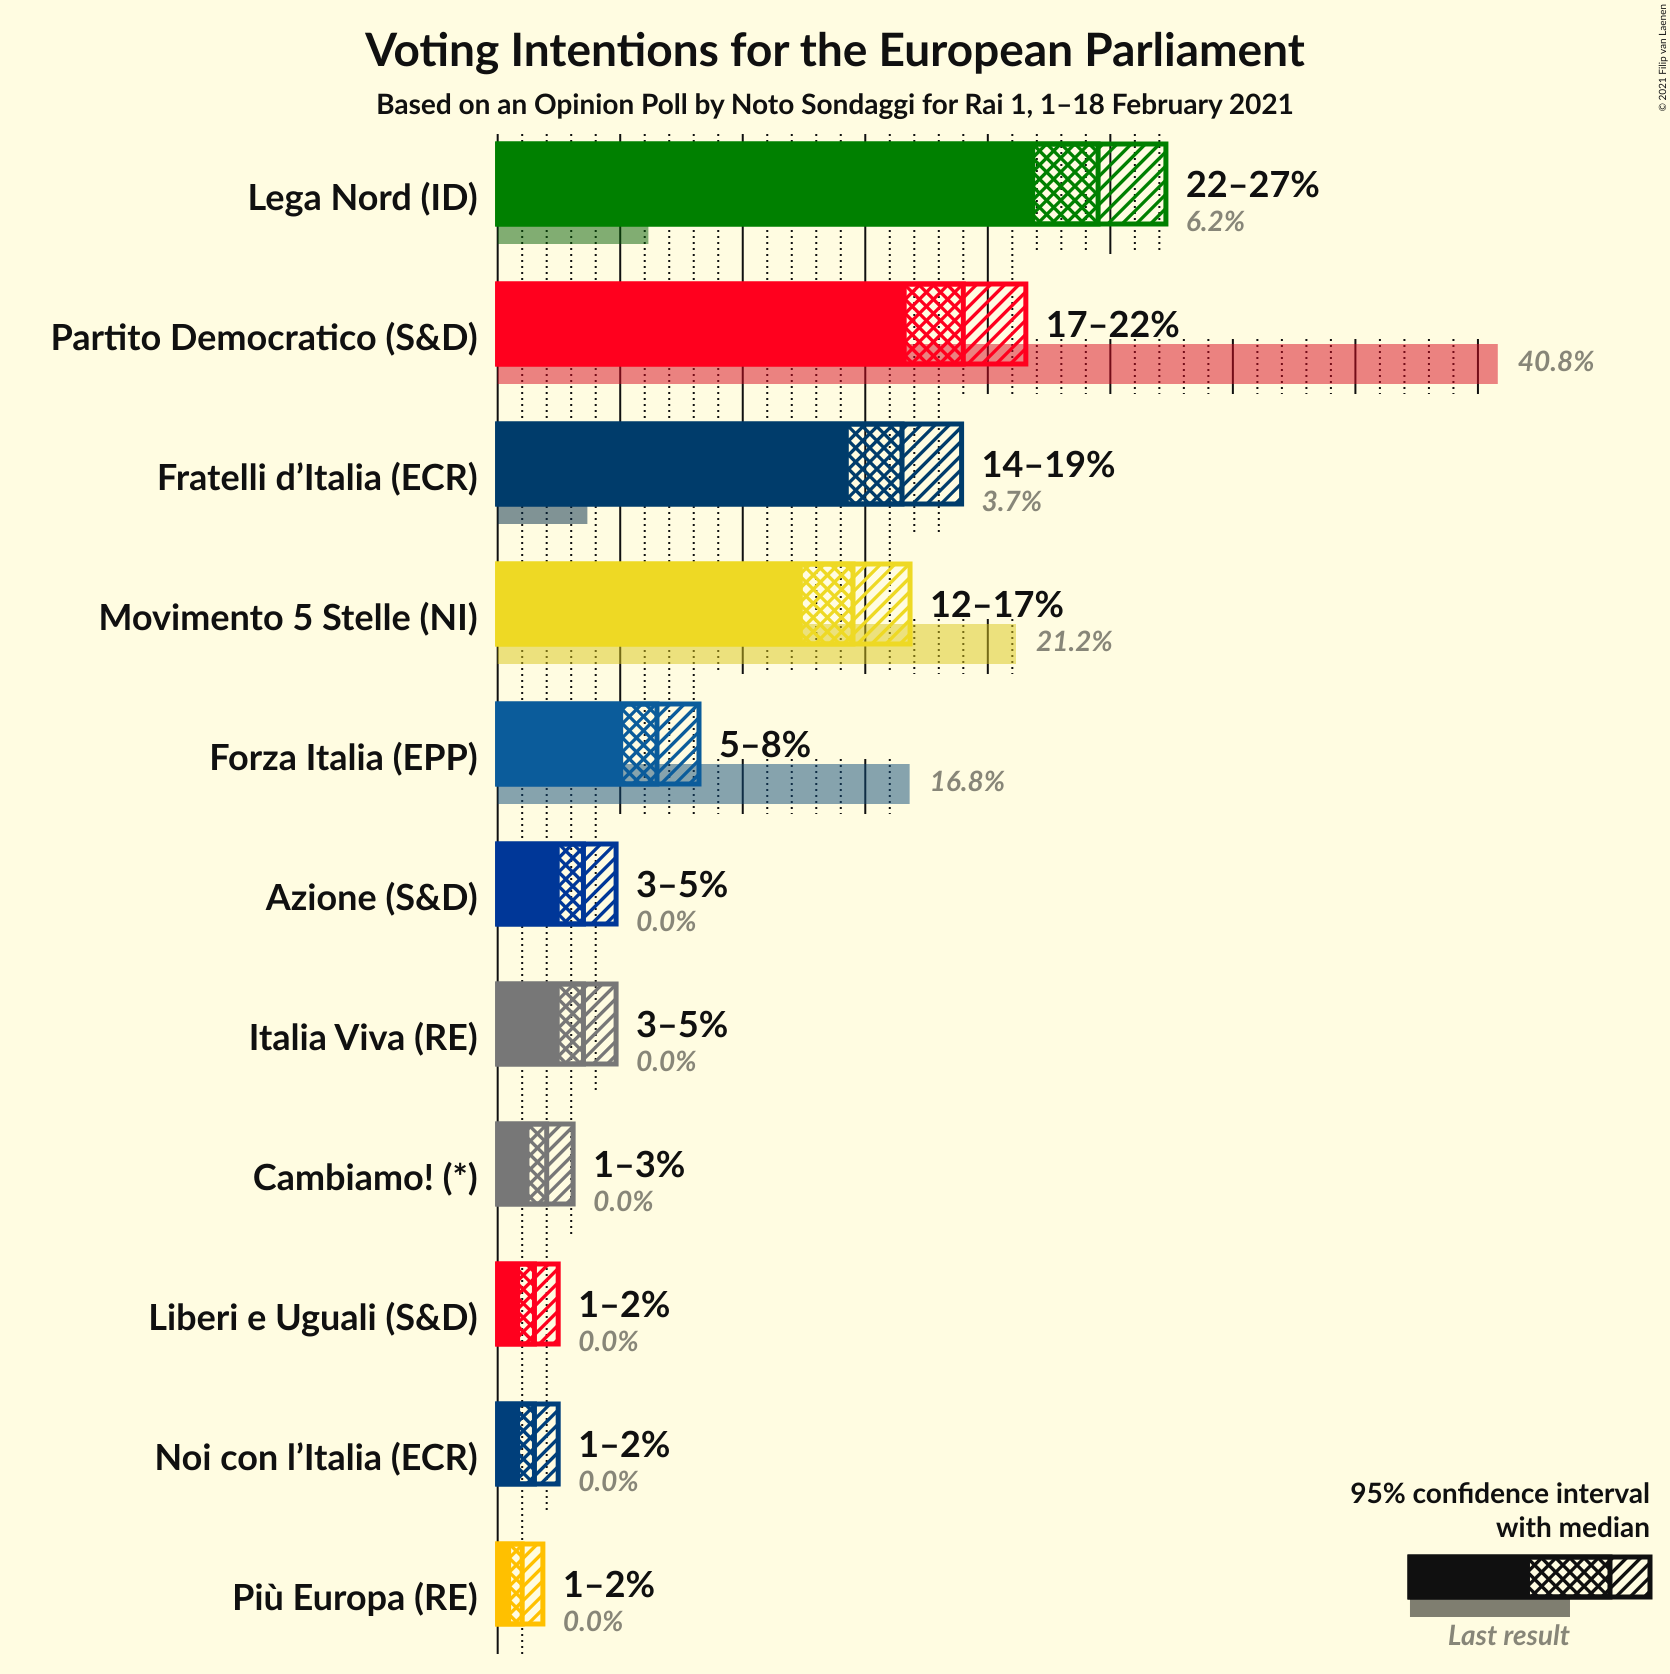 Voting Intentions for the European Parliament
Based on an Opinion Poll by Noto Sondaggi for Rai 1, 1–18 February 2021
© 2021 Filip van Laenen
Lega Nord (ID)
22–27%
6.2%
Partito Democratico (S&D)
17–22%
40.8%
Fratelli d’Italia (ECR)
14–19%
3.7%
Movimento 5 Stelle (NI)
12–17%
21.2%
Forza Italia (EPP)
5–8%
16.8%
Azione (S&D)
3–5%
0.0%
Italia Viva (RE)
3–5%
0.0%
Cambiamo! (*)
1–3%
0.0%
Liberi e Uguali (S&D)
1–2%
0.0%
Noi con l’Italia (ECR)
1–2%
0.0%
Più Europa (RE)
1–2%
0.0%
95% confidence interval
with median
Last result